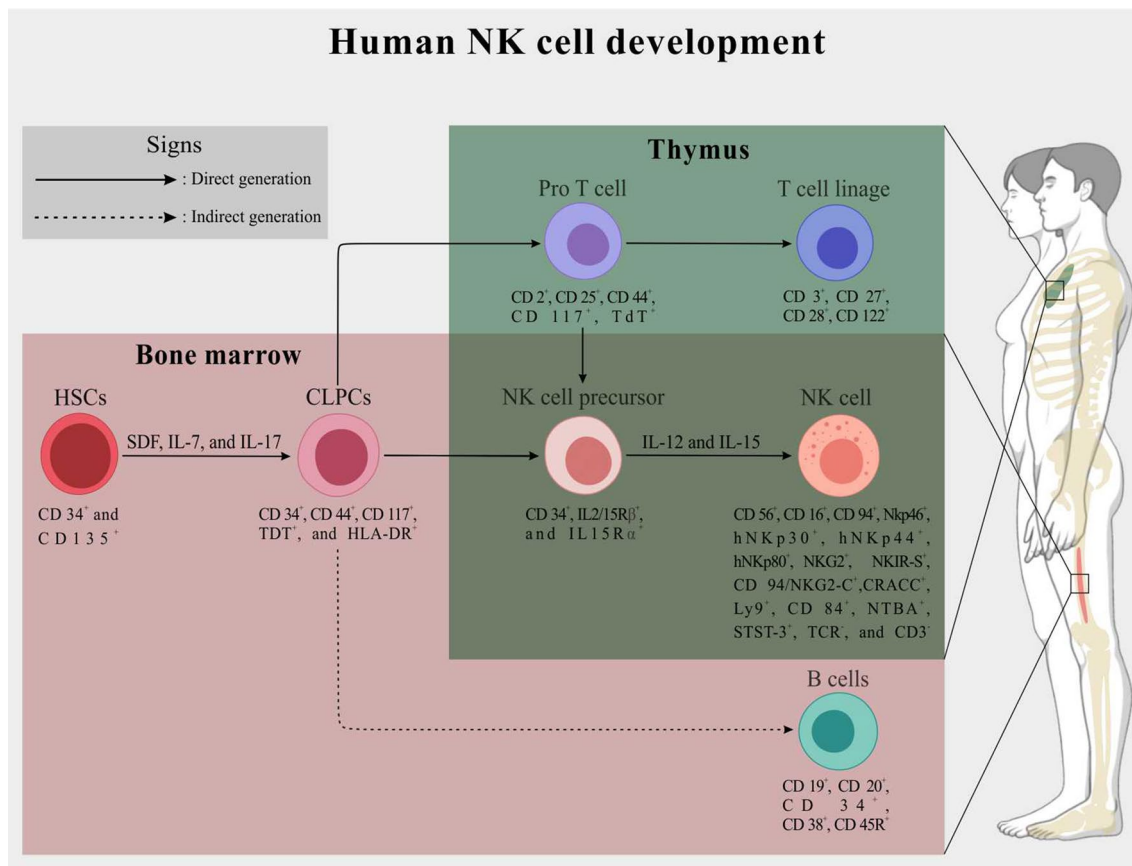 Human NK cell development
Signs
: Direct generation
: Indirect generation
Thymus
Pro T cell
CD 2⁺, CD 25⁺, CD 44⁺,
CD 117⁺, TdT⁺
T cell linage
CD 3⁺, CD 27⁺,
CD 28⁺, CD 122⁺
Bone marrow
HSCs
CD 34⁺ and
CD135⁺
SDF, IL-7, and IL-17
CLPCs
CD 34⁺, CD 44⁺, CD 117⁺,
TDT⁺, and HLA-DR⁺
NK cell precursor
CD 34⁺, IL2/15Rβ⁺,
and IL15Rα⁺
IL-12 and IL-15
NK cell
CD 56⁺, CD 16⁺, CD 94⁺, Nkp46⁺,
hNKp30⁺, hNKp44⁺,
hNKp80⁺, NKG2⁺, NKIR-S⁺,
CD 94/NKG2-C⁺,CRACC⁺,
Ly9⁺, CD 84⁺, NTBA⁺,
STST-3⁺, TCR⁻, and CD3⁻
B cells
CD 19⁺, CD 20⁺,
CD 34⁺,
CD 38⁺, CD 45R⁺